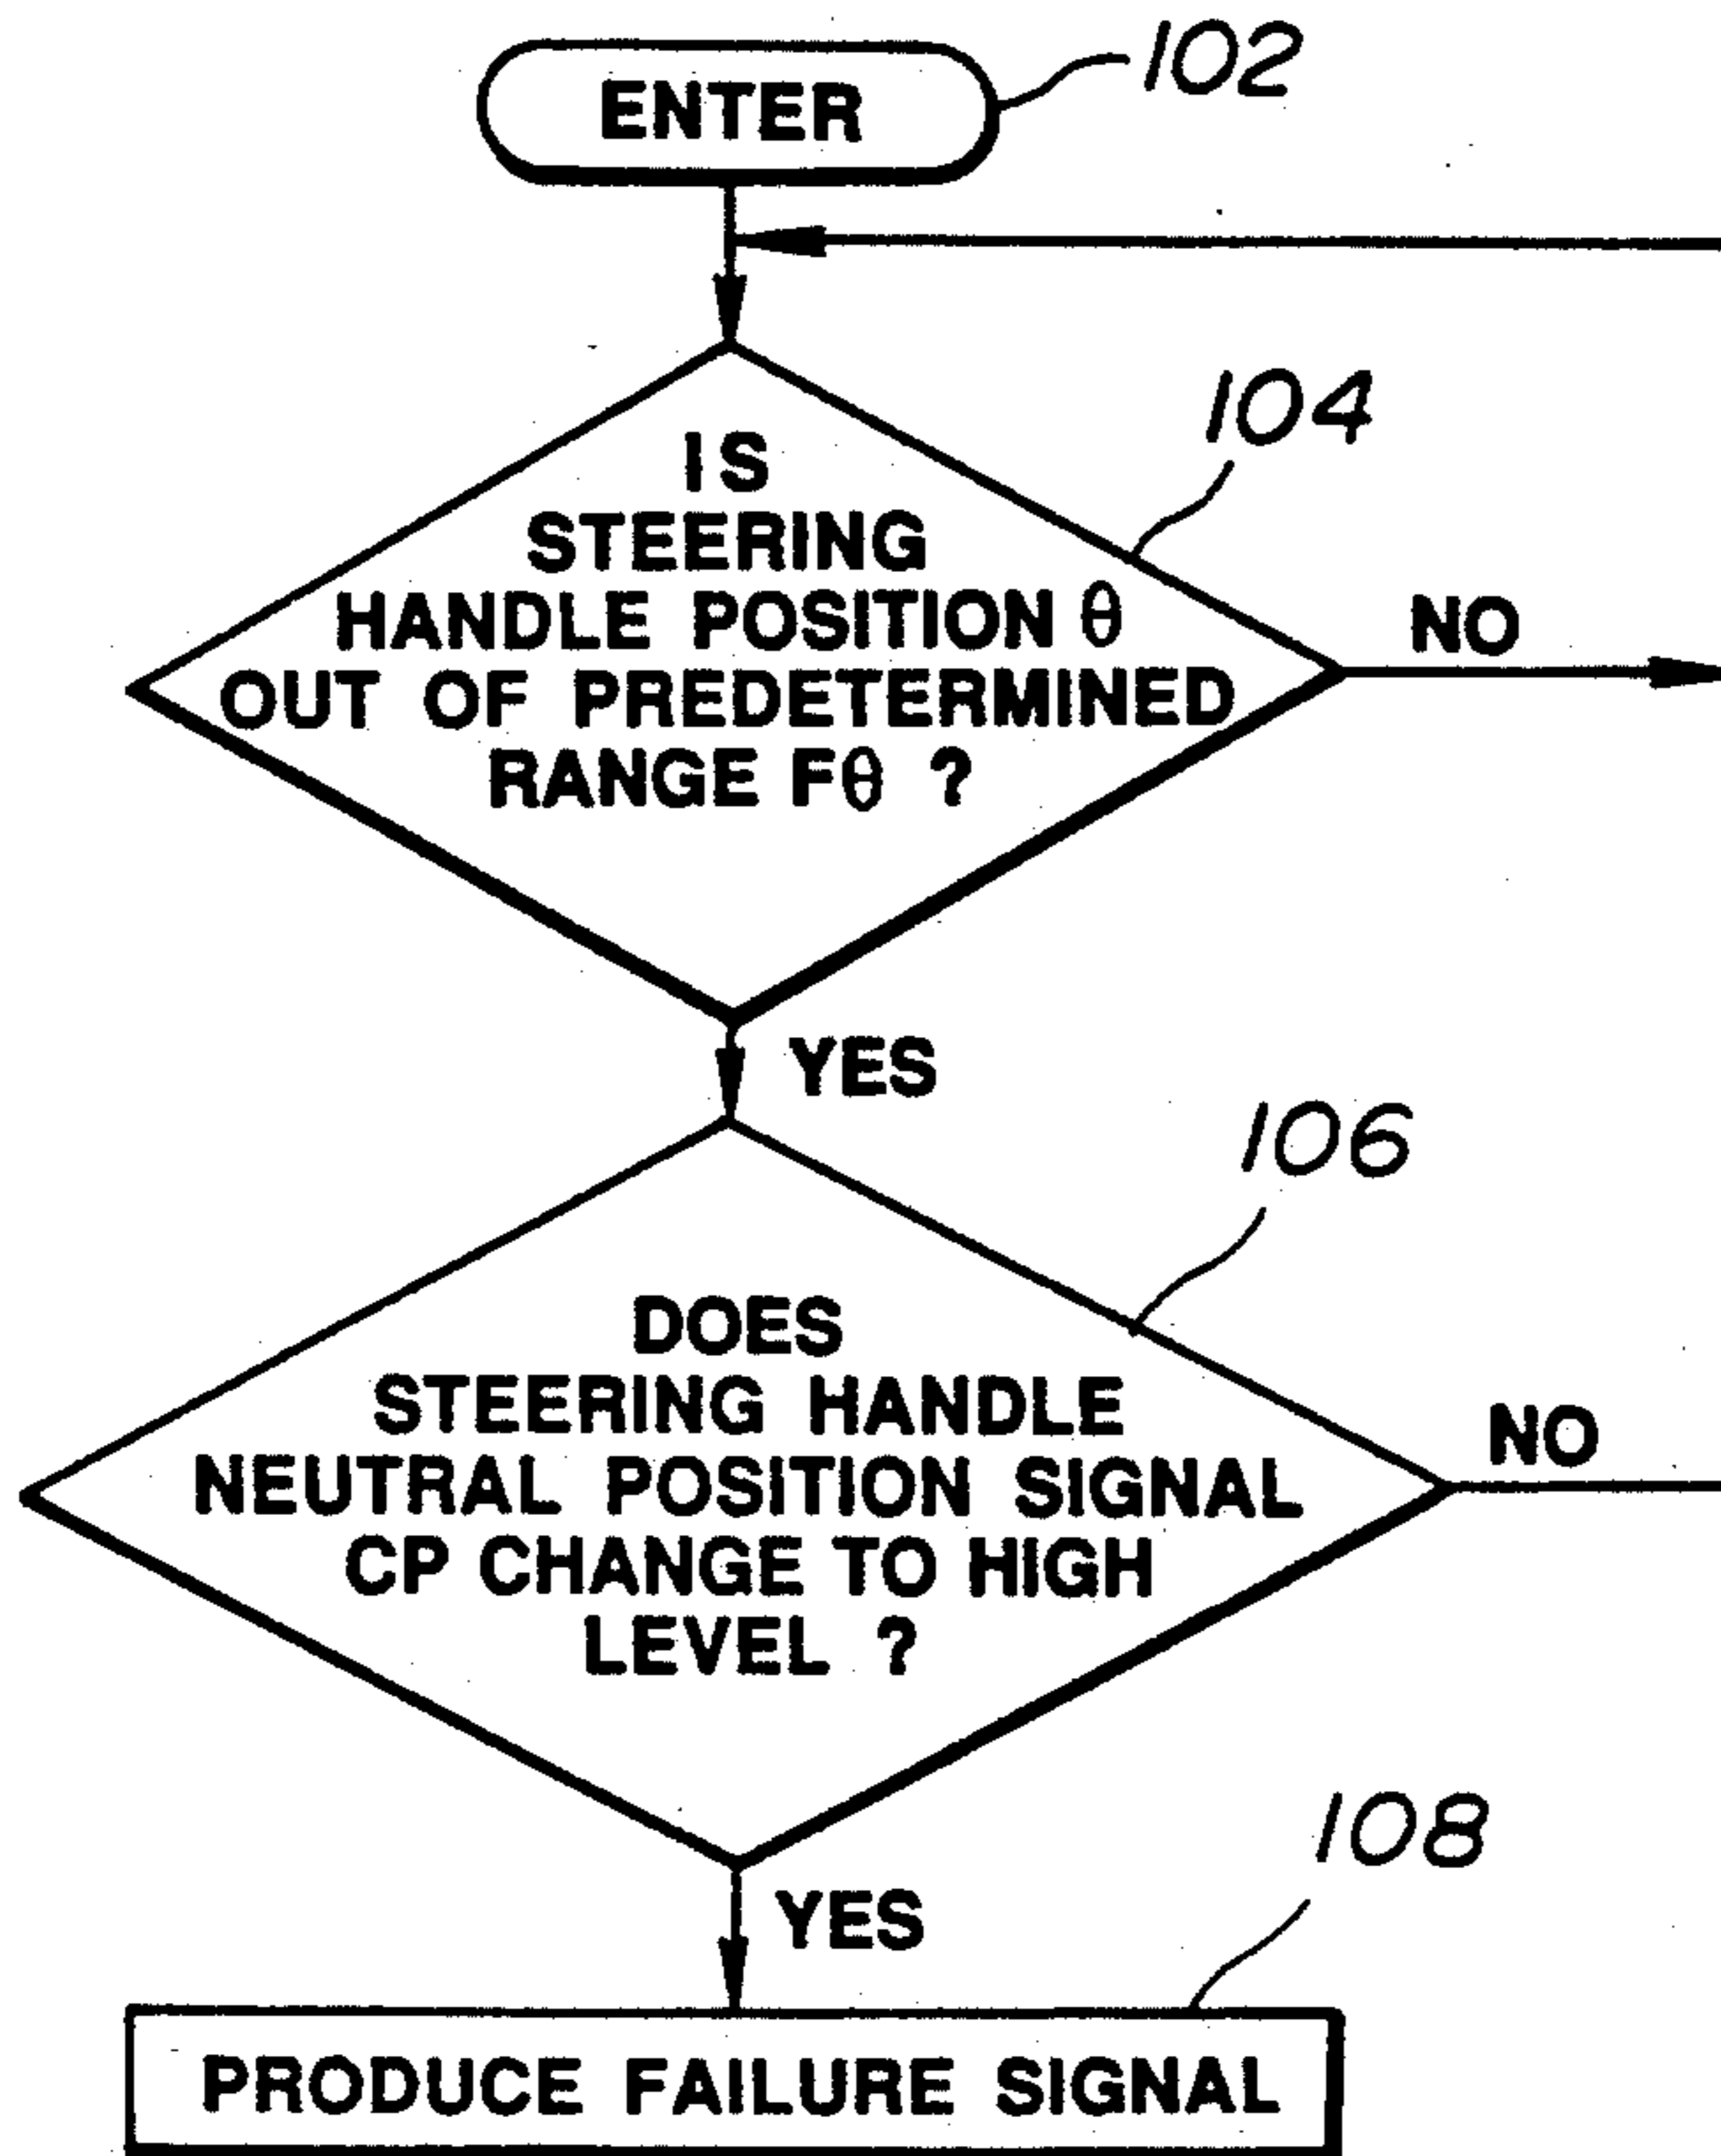 ENTER
102
IS
STEERING
HANDLE POSITION θ
OUT OF PREDETERMINED
RANGE Fθ ?
104
NO
YES
DOES
STEERING HANDLE
NEUTRAL POSITION SIGNAL
CP CHANGE TO HIGH
LEVEL ?
106
NO
YES
108
PRODUCE FAILURE SIGNAL